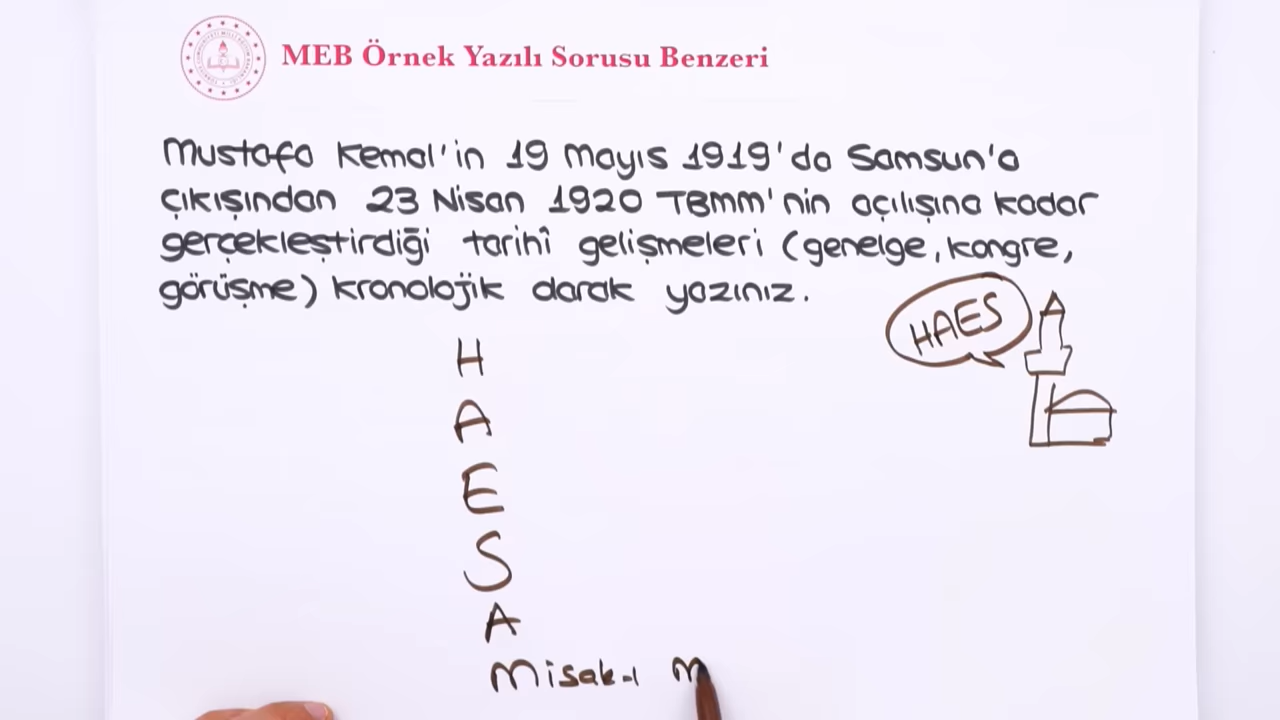 MEB Örnek Yazılı Sorusu Benzeri
Mustafa Kemal'in 19 Mayıs 1919'da Samsun'a
çıkışından 23 Nisan 1920 TBMM'nin açılışına kadar
gerçekleştirdiği tarihî gelişmeleri (genelge, kongre,
görüşme) kronolojik olarak yazınız.
HAES
H
A
E
S
A
Misak-ı M